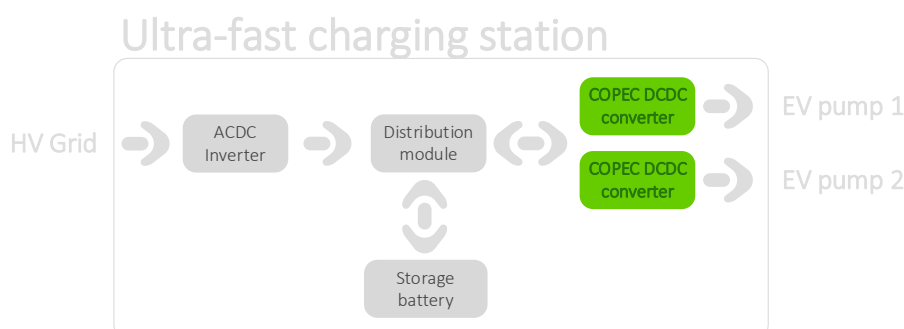 Ultra-fast charging station
HV Grid
ACDC
Inverter
Distribution
module
COPEC DCDC
converter
EV pump 1
COPEC DCDC
converter
EV pump 2
Storage
battery